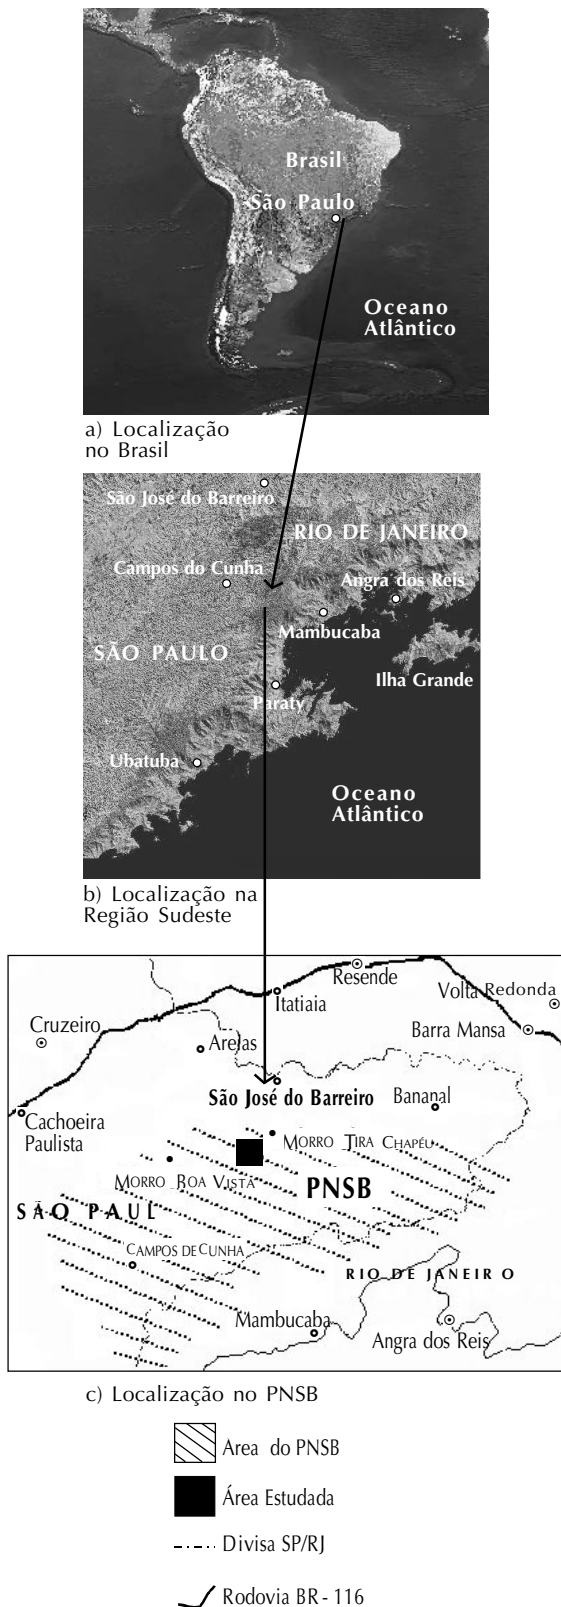 Brasil
São Paulo
Oceano
Atlântico
a) Localização
no Brasil
São José do Barreiro
RIO DE JANEIRO
Campos do Cunha
Angra dos Reis
Mambucaba
SÃO PAULO
Ilha Grande
Paraty
Ubatuba
Oceano
Atlântico
b) Localização na
Região Sudeste
Resende
Itatiaia
Volta Redonda
Cruzeiro
Barra Mansa
Areias
São José do Barreiro
Bananal
Cachoeira
Paulista
MORRO TIRA CHAPÉU
MORRO BOA VISTA
PNSB
SÃO PAUL
CAMPOS DE CUNHA
RIO DE JANEIR O
Mambucaba
Angra dos Reis
c) Localização no PNSB
Area do PNSB
Área Estudada
Divisa SP/RJ
Rodovia BR - 116